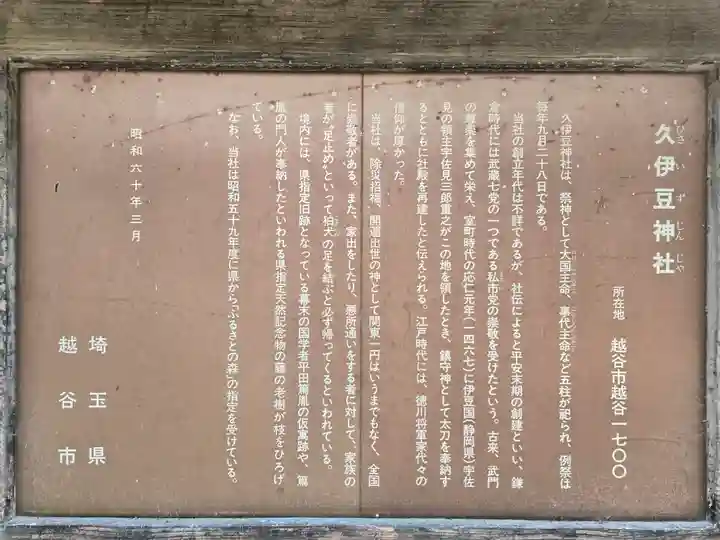 久伊豆神社
ひさいずじんじゃ
所在地　越谷市越谷一七〇〇
久伊豆神社は、祭神として大国主命、事代主命など五柱が祀られ、例祭は
毎年九月二十八日である。
当社の創立年代は不詳であるが、社伝によると平安末期の創建といい、鎌
倉時代には武蔵七党の一つである私市党の崇敬を受けたという。古来、武門
の尊崇を集めて栄え、室町時代の応仁元年（一四六七）に伊豆国（静岡県）宇佐
見の領主宇佐見三郎重之がこの地を領したとき、鎮守神として太刀を奉納す
るとともに社殿を再建したと伝えられる。江戸時代には、徳川将軍家代々の
信仰が厚かった。
当社は、除災招福、開運出世の神として関東一円はいうまでもなく、全国
に崇敬者がある。また、家出をしたり、悪所通いをする者に対して、家族の
者が“足止め”といって狛犬の足を結ぶと必ず帰ってくるといわれている。
境内には、県指定旧跡となっている幕末の国学者平田篤胤の仮寓跡や、篤
胤の門人が奉納したといわれる県指定天然記念物の藤の老樹が枝をひろげ
ている。
なお、当社は昭和五十九年度に県から“ふるさとの森”の指定を受けている。
昭和六十年三月
埼玉県
越谷市